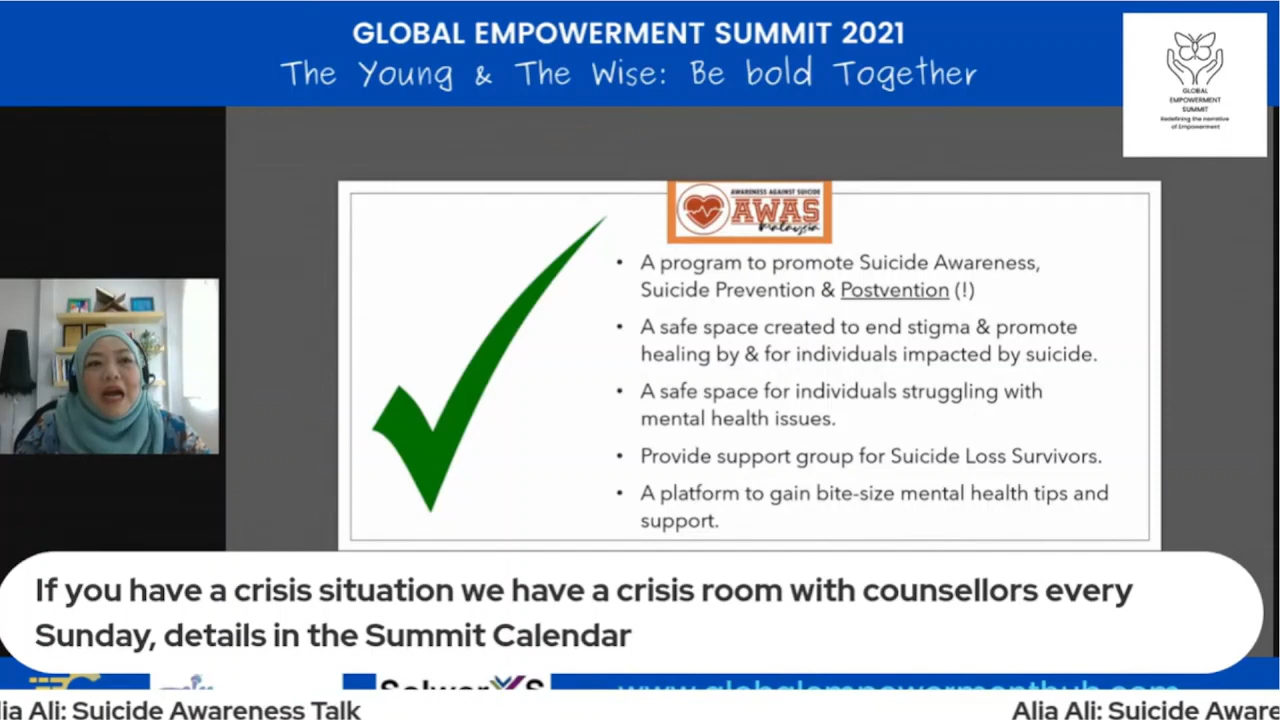 GLOBAL EMPOWERMENT SUMMIT 2021
The Young & The Wise: Be bold Together
GLOBAL
EMPOWERMENT
SUMMIT
Redefining the narrative
of Empowerment
AWARENESS AGAINST SUICIDE
AWAS
Malaysia
• A program to promote Suicide Awareness,
Suicide Prevention & Postvention (!)
• A safe space created to end stigma & promote
healing by & for individuals impacted by suicide.
• A safe space for individuals struggling with
mental health issues.
• Provide support group for Suicide Loss Survivors.
• A platform to gain bite-size mental health tips and
support.
If you have a crisis situation we have a crisis room with counsellors every
Sunday, details in the Summit Calendar
www.globalempowermenthub.com
lia Ali: Suicide Awareness Talk
Alia Ali: Suicide Aware